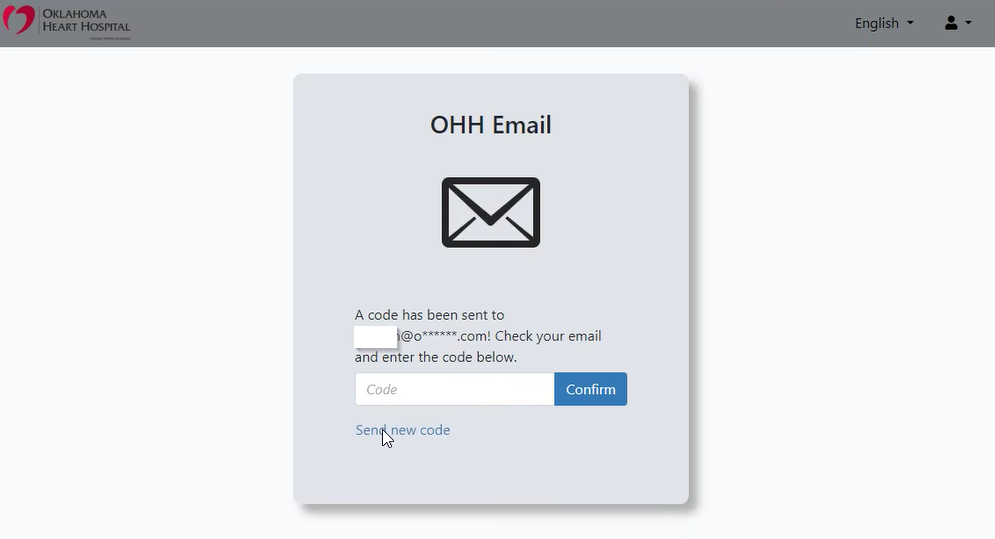 OKLAHOMA
HEART HOSPITAL
English
OHH Email
A code has been sent to
@o******.com! Check your email
and enter the code below.
Code
Confirm
Send new code